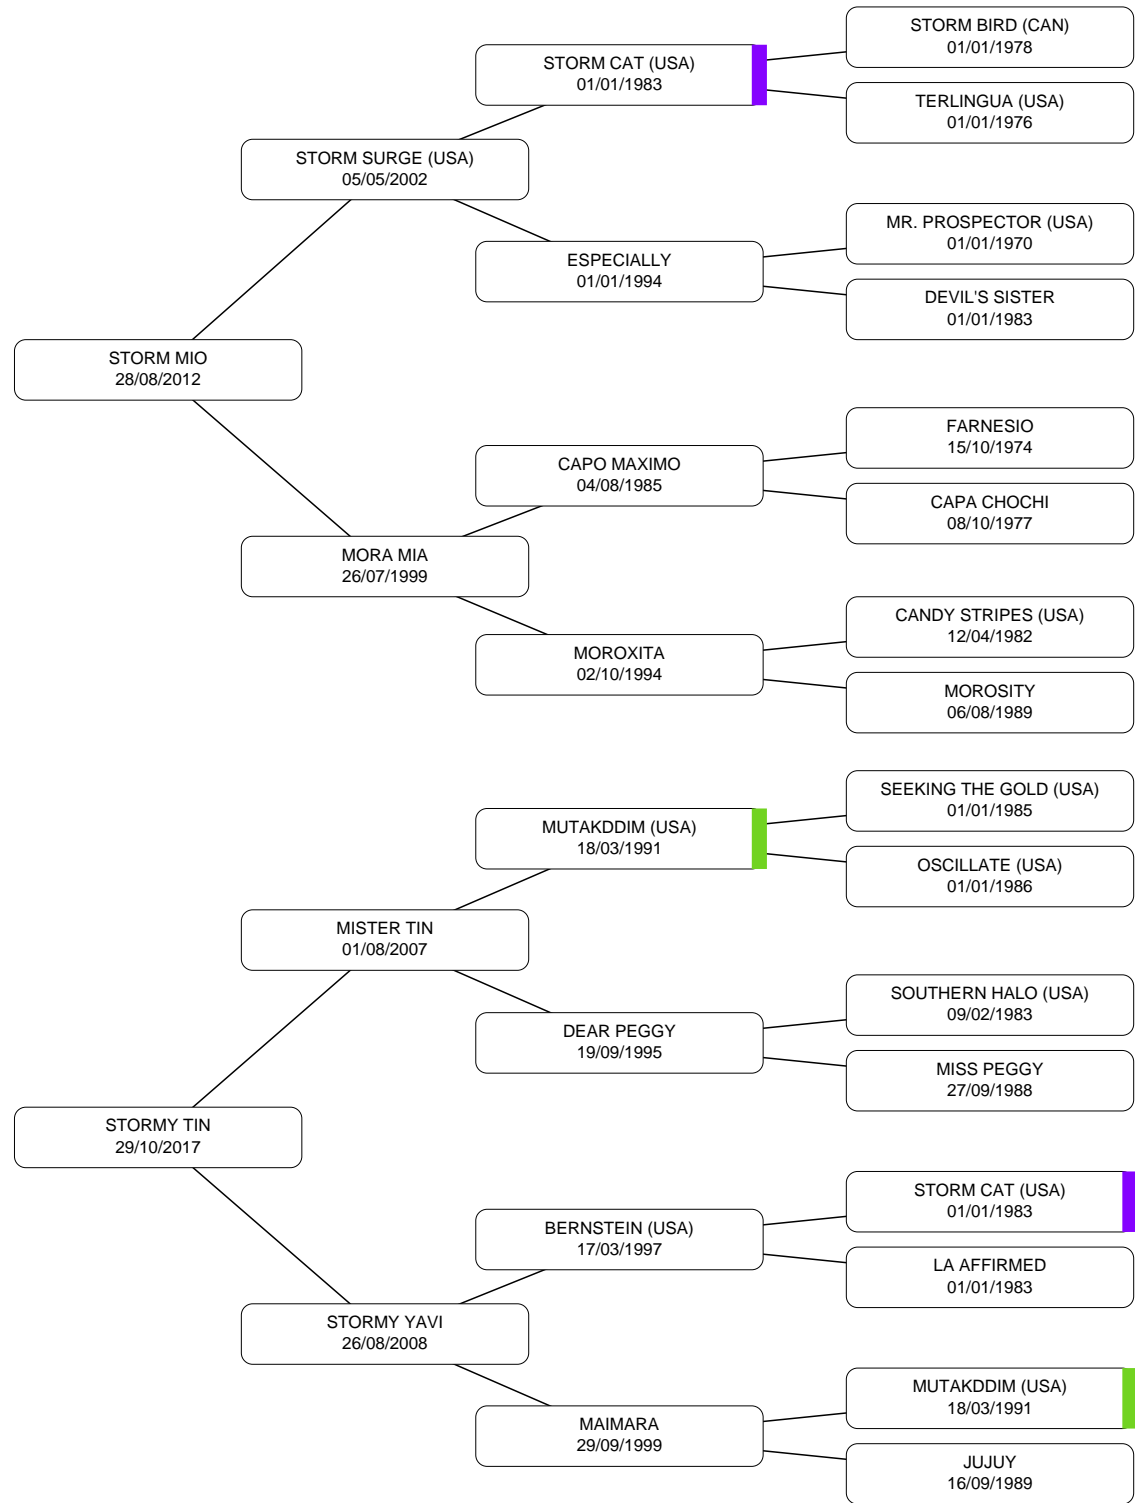 STORM BIRD (CAN)
01/01/1978
STORM CAT (USA)
01/01/1983
TERLINGUA (USA)
01/01/1976
STORM SURGE (USA)
05/05/2002
MR. PROSPECTOR (USA)
01/01/1970
ESPECIALLY
01/01/1994
DEVIL'S SISTER
01/01/1983
STORM MIO
28/08/2012
FARNESIO
15/10/1974
CAPO MAXIMO
04/08/1985
CAPA CHOCHI
08/10/1977
MORA MIA
26/07/1999
CANDY STRIPES (USA)
12/04/1982
MOROXITA
02/10/1994
MOROSITY
06/08/1989
SEEKING THE GOLD (USA)
01/01/1985
MUTAKDDIM (USA)
18/03/1991
OSCILLATE (USA)
01/01/1986
MISTER TIN
01/08/2007
SOUTHERN HALO (USA)
09/02/1983
DEAR PEGGY
19/09/1995
MISS PEGGY
27/09/1988
STORMY TIN
29/10/2017
STORM CAT (USA)
01/01/1983
BERNSTEIN (USA)
17/03/1997
LA AFFIRMED
01/01/1983
STORMY YAVI
26/08/2008
MUTAKDDIM (USA)
18/03/1991
MAIMARA
29/09/1999
JUJUY
16/09/1989